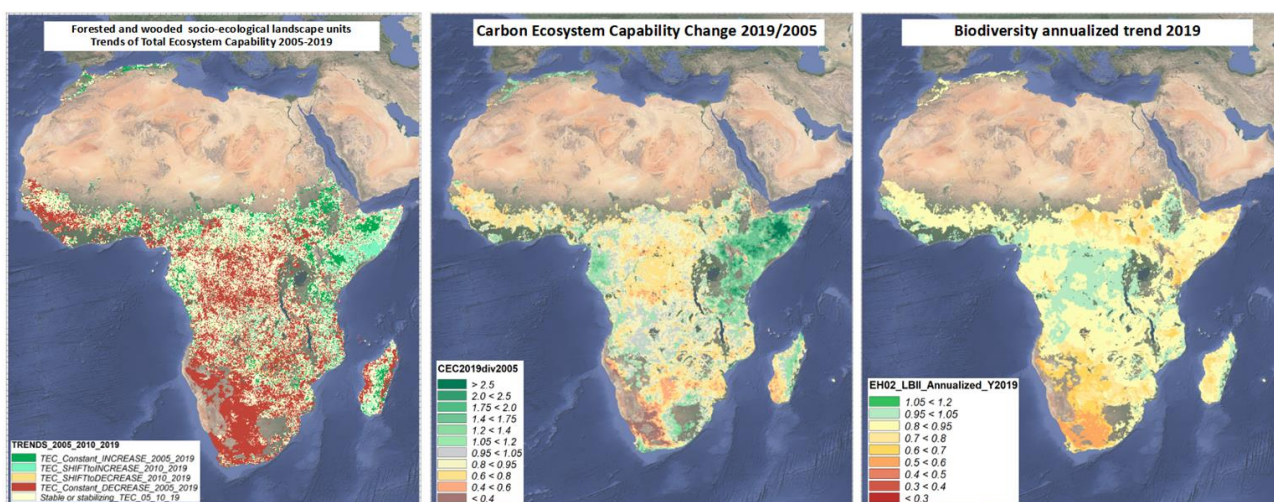 Forested and wooded socio-ecological landscape units
Trends of Total Ecosystem Capability 2005-2019
TRENDS_2005_2010_2019
TEC_Constant_INCREASE_2005_2019
TEC_SHIFTtoINCREASE_2010_2019
TEC_SHIFTtoDECREASE_2010_2019
TEC_Constant_DECREASE_2005_2019
Stable or stabilizing_TEC_05_10_19
Carbon Ecosystem Capability Change 2019/2005
CEC2019div2005
> 2.5
2.0 < 2.5
1.75 < 2.0
1.4 < 1.75
1.2 < 1.4
1.05 < 1.2
0.95 < 1.05
0.8 < 0.95
0.6 < 0.8
0.4 < 0.6
< 0.4
Biodiversity annualized trend 2019
EH02_LBII_Annualized_Y2019
1.05 < 1.2
0.95 < 1.05
0.8 < 0.95
0.7 < 0.8
0.6 < 0.7
0.5 < 0.6
0.4 < 0.5
0.3 < 0.4
< 0.3